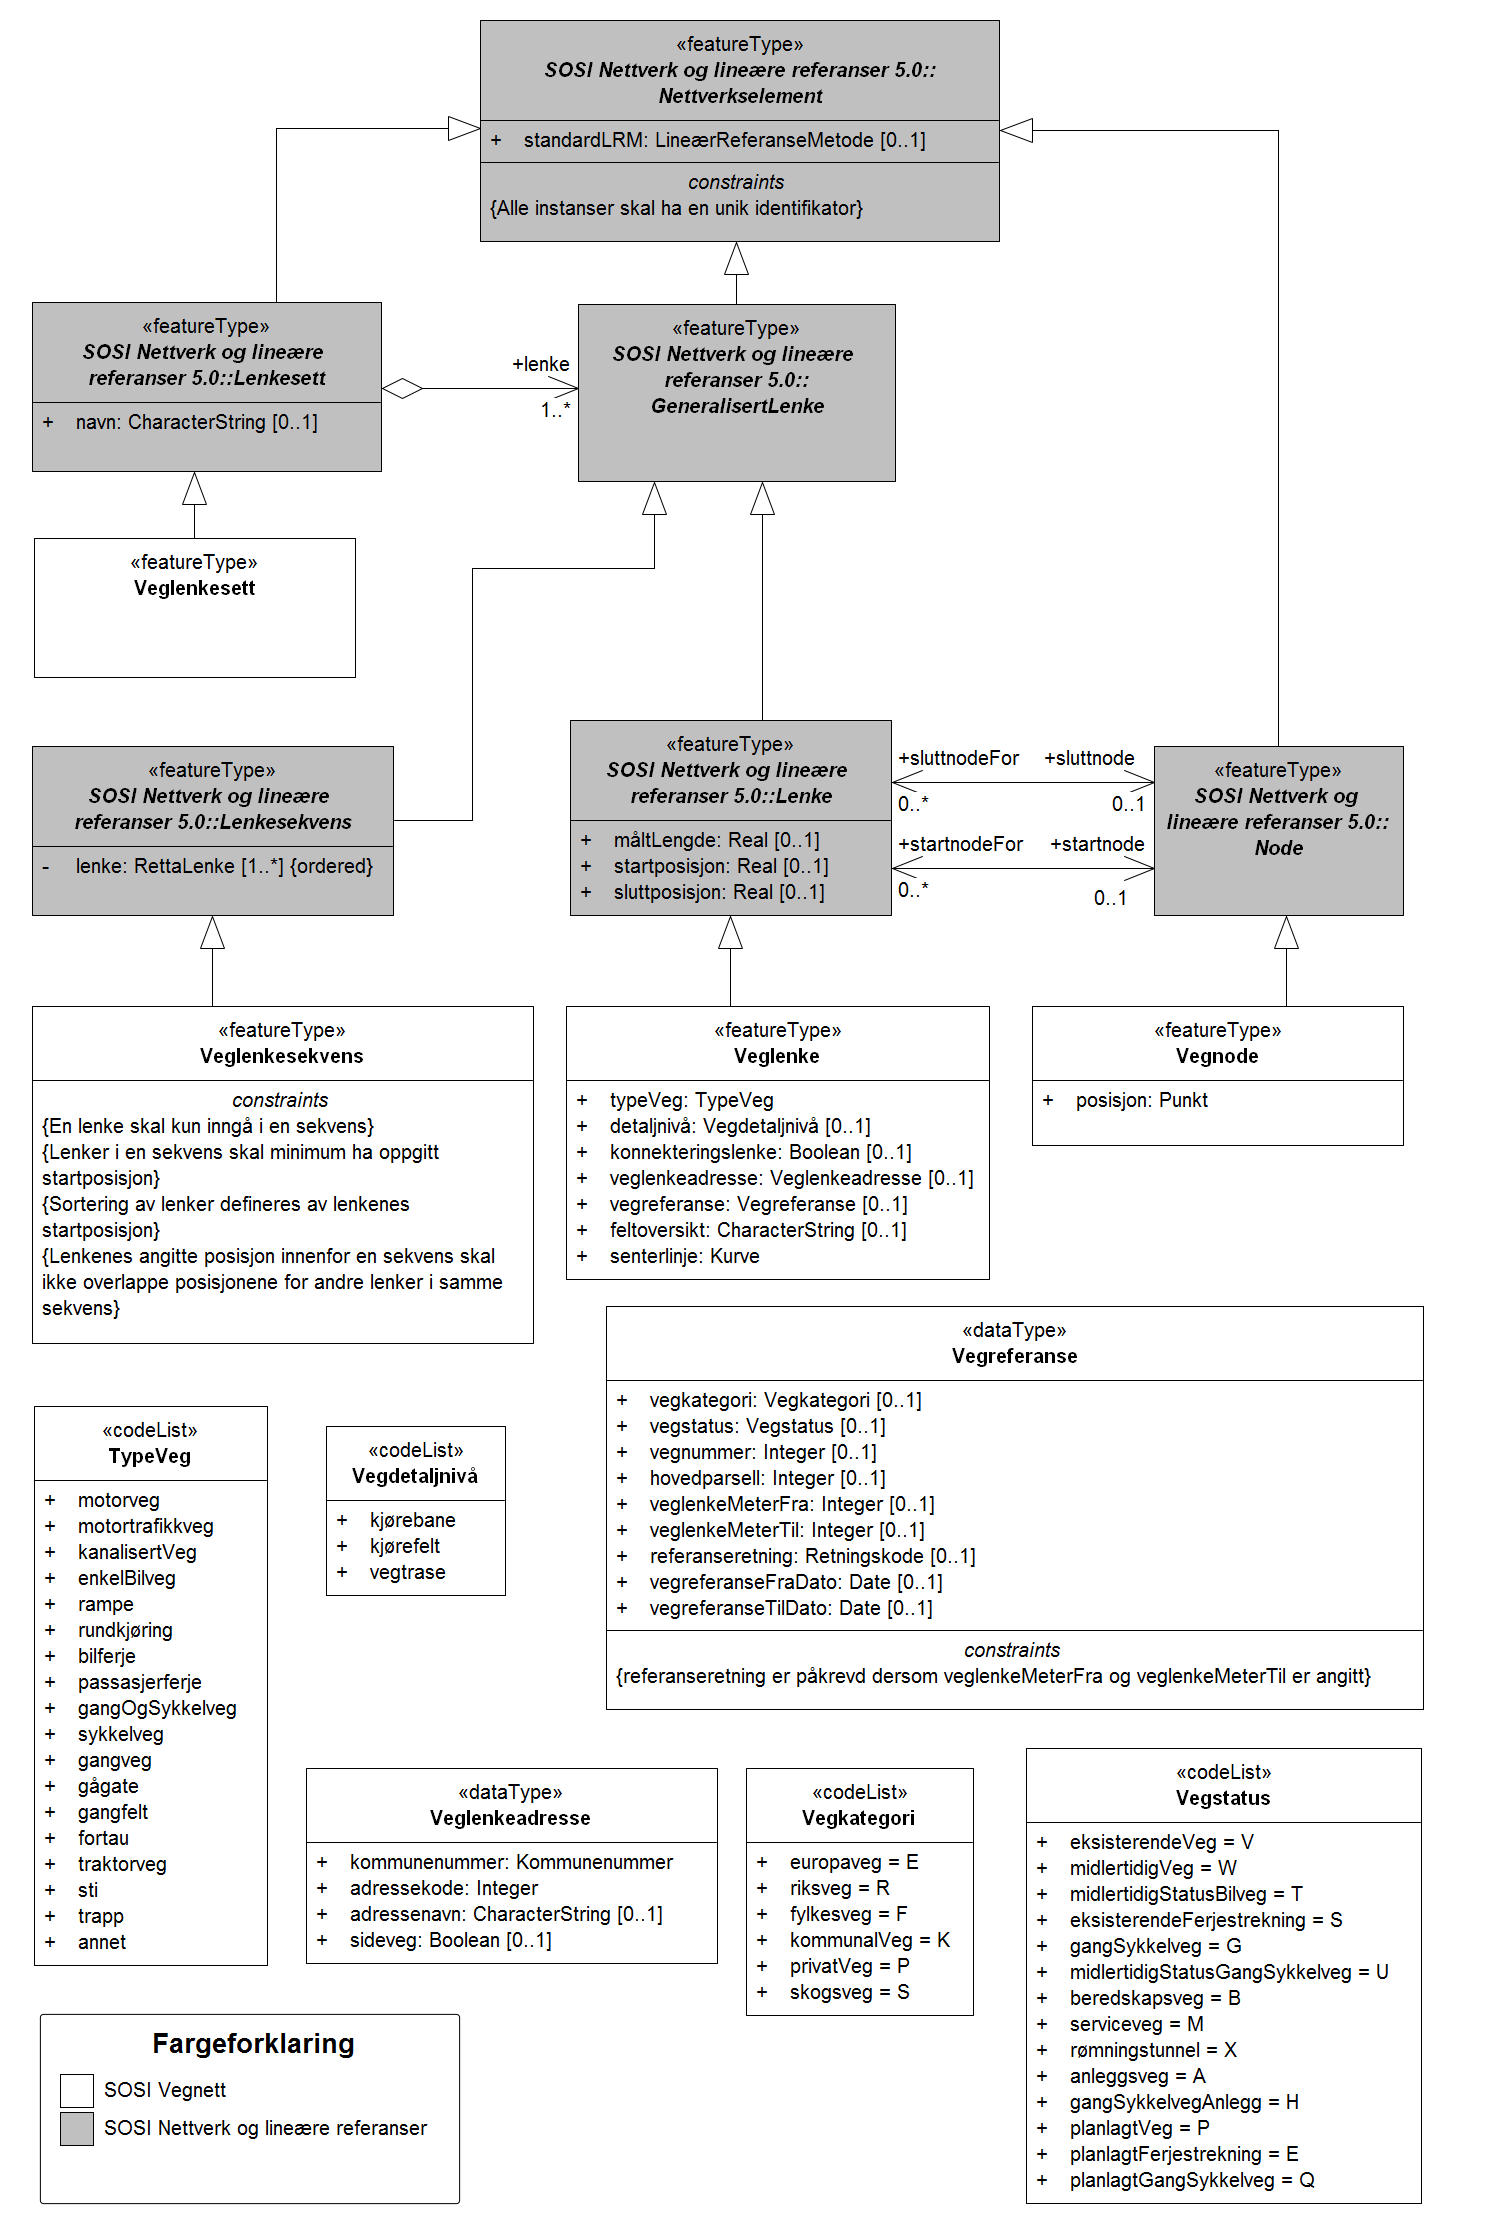 «featureType»
SOSI Nettverk og lineære referanser 5.0::
Nettverkselement
+ standardLRM: LineærReferanseMetode [0..1]
constraints
{Alle instanser skal ha en unik identifikator}
«featureType»
SOSI Nettverk og lineære
referanser 5.0::Lenkesett
+ navn: CharacterString [0..1]
+lenke
1..*
«featureType»
SOSI Nettverk og lineære
referanser 5.0::
GeneralisertLenke
«featureType»
Veglenkesett
«featureType»
SOSI Nettverk og lineære
referanser 5.0::Lenkesekvens
- lenke: RettaLenke [1..*] {ordered}
«featureType»
SOSI Nettverk og lineære
referanser 5.0::Lenke
+ måltLengde: Real [0..1]
+ startposisjon: Real [0..1]
+ sluttposisjon: Real [0..1]
+sluttnodeFor
+sluttnode
0..*
0..1
+startnodeFor
+startnode
0..*
0..1
«featureType»
SOSI Nettverk og
lineære referanser 5.0::
Node
«featureType»
Veglenkesekvens
constraints
{En lenke skal kun inngå i en sekvens}
{Lenker i en sekvens skal minimum ha oppgitt
startposisjon}
{Sortering av lenker defineres av lenkenes
startposisjon}
{Lenkenes angitte posisjon innenfor en sekvens skal
ikke overlappe posisjonene for andre lenker i samme
sekvens}
«featureType»
Veglenke
+ typeVeg: TypeVeg
+ detaljnivå: Vegdetaljnivå [0..1]
+ konnekteringslenke: Boolean [0..1]
+ veglenkeadresse: Veglenkeadresse [0..1]
+ vegreferanse: Vegreferanse [0..1]
+ feltoversikt: CharacterString [0..1]
+ senterlinje: Kurve
«featureType»
Vegnode
+ posisjon: Punkt
«dataType»
Vegreferanse
+ vegkategori: Vegkategori [0..1]
+ vegstatus: Vegstatus [0..1]
+ vegnummer: Integer [0..1]
+ hovedparsell: Integer [0..1]
+ veglenkeMeterFra: Integer [0..1]
+ veglenkeMeterTil: Integer [0..1]
+ referanseretning: Retningskode [0..1]
+ vegreferanseFraDato: Date [0..1]
+ vegreferanseTilDato: Date [0..1]
constraints
{referanseretning er påkrevd dersom veglenkeMeterFra og veglenkeMeterTil er angitt}
«codeList»
TypeVeg
+ motorveg
+ motortrafikkveg
+ kanalisertVeg
+ enkelBilveg
+ rampe
+ rundkjøring
+ bilferje
+ passasjerferje
+ gangOgSykkelveg
+ sykkelveg
+ gangveg
+ gågate
+ gangfelt
+ fortau
+ traktorveg
+ sti
+ trapp
+ annet
«codeList»
Vegdetaljnivå
+ kjørebane
+ kjørefelt
+ vegtrase
«dataType»
Veglenkeadresse
+ kommunenummer: Kommunenummer
+ adressekode: Integer
+ adressenavn: CharacterString [0..1]
+ sideveg: Boolean [0..1]
«codeList»
Vegkategori
+ europaveg = E
+ riksveg = R
+ fylkesveg = F
+ kommunalVeg = K
+ privatVeg = P
+ skogsveg = S
«codeList»
Vegstatus
+ eksisterendeVeg = V
+ midlertidigVeg = W
+ midlertidigStatusBilveg = T
+ eksisterendeFerjestrekning = S
+ gangSykkelveg = G
+ midlertidigStatusGangSykkelveg = U
+ beredskapsveg = B
+ serviceveg = M
+ rømningstunnel = X
+ anleggsveg = A
+ gangSykkelvegAnlegg = H
+ planlagtVeg = P
+ planlagtFerjestrekning = E
+ planlagtGangSykkelveg = Q
Fargeforklaring
SOSI Vegnett
SOSI Nettverk og lineære referanser